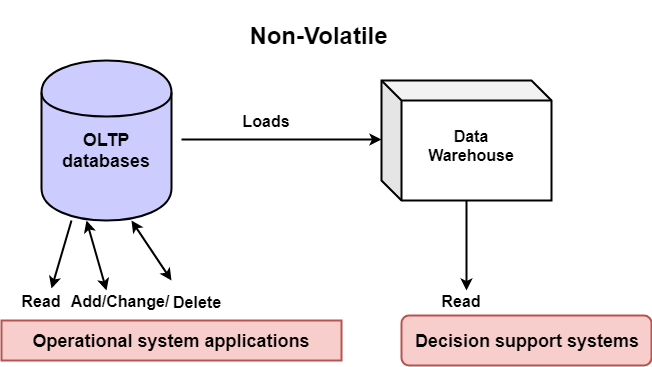 Non-Volatile
OLTP
databases
Loads
Data
Warehouse
Read Add/Change/ Delete
Read
Operational system applications
Decision support systems